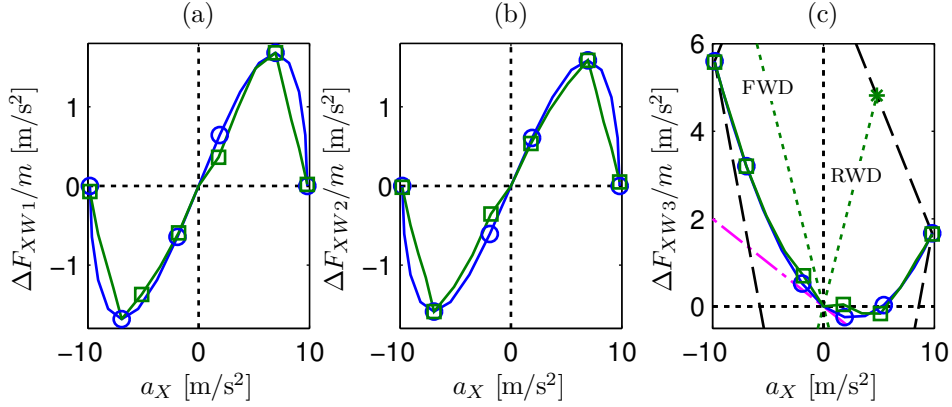 (a)
(b)
(c)
ΔF_{XW1}/m [m/s²]
1
0
−1
−10
0
10
a_X [m/s²]
ΔF_{XW2}/m [m/s²]
1
0
−1
−10
0
10
a_X [m/s²]
ΔF_{XW3}/m [m/s²]
6
4
2
0
FWD
RWD
−10
0
10
a_X [m/s²]